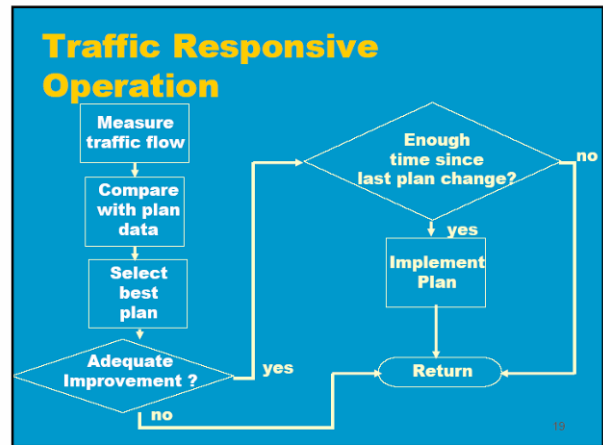 Traffic Responsive
Operation
Measure
traffic flow
Compare
with plan
data
Select
best
plan
Adequate
Improvement ?
yes
no
Enough
time since
last plan change?
no
yes
Implement
Plan
Return
19